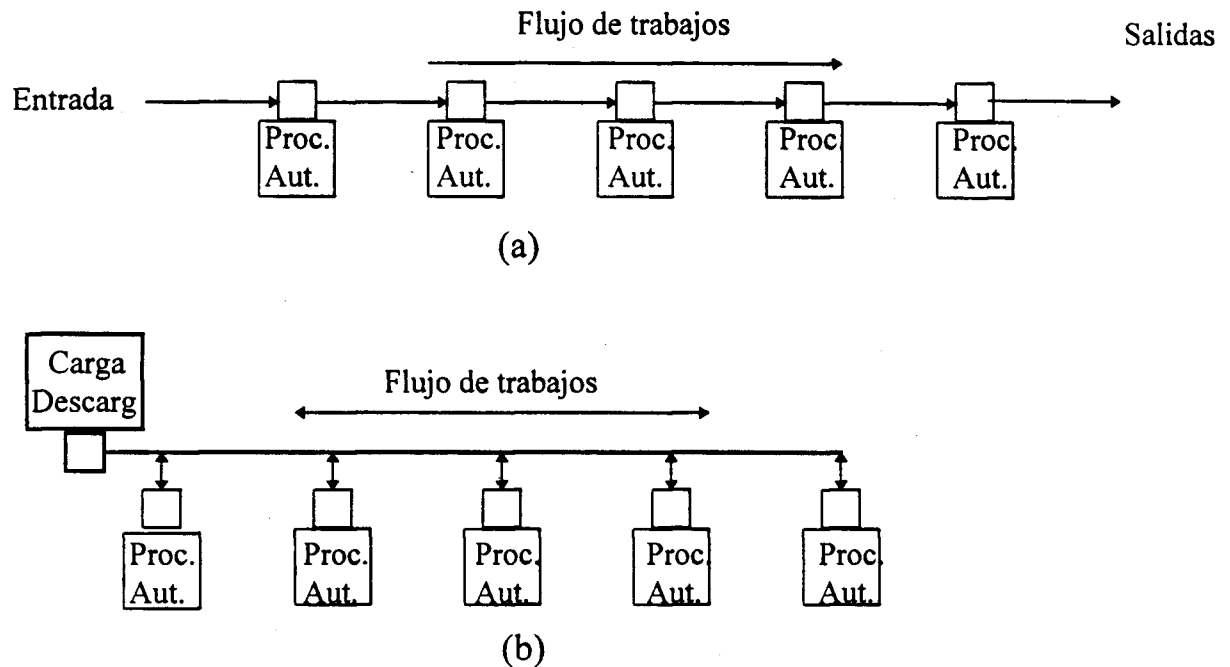 Flujo de trabajos
Salidas
Entrada
Proc.
Aut.
Proc.
Aut.
Proc.
Aut.
Proc.
Aut.
Proc.
Aut.
(a)
Carga
Descarg
Flujo de trabajos
Proc.
Aut.
Proc.
Aut.
Proc.
Aut.
Proc.
Aut.
Proc.
Aut.
(b)